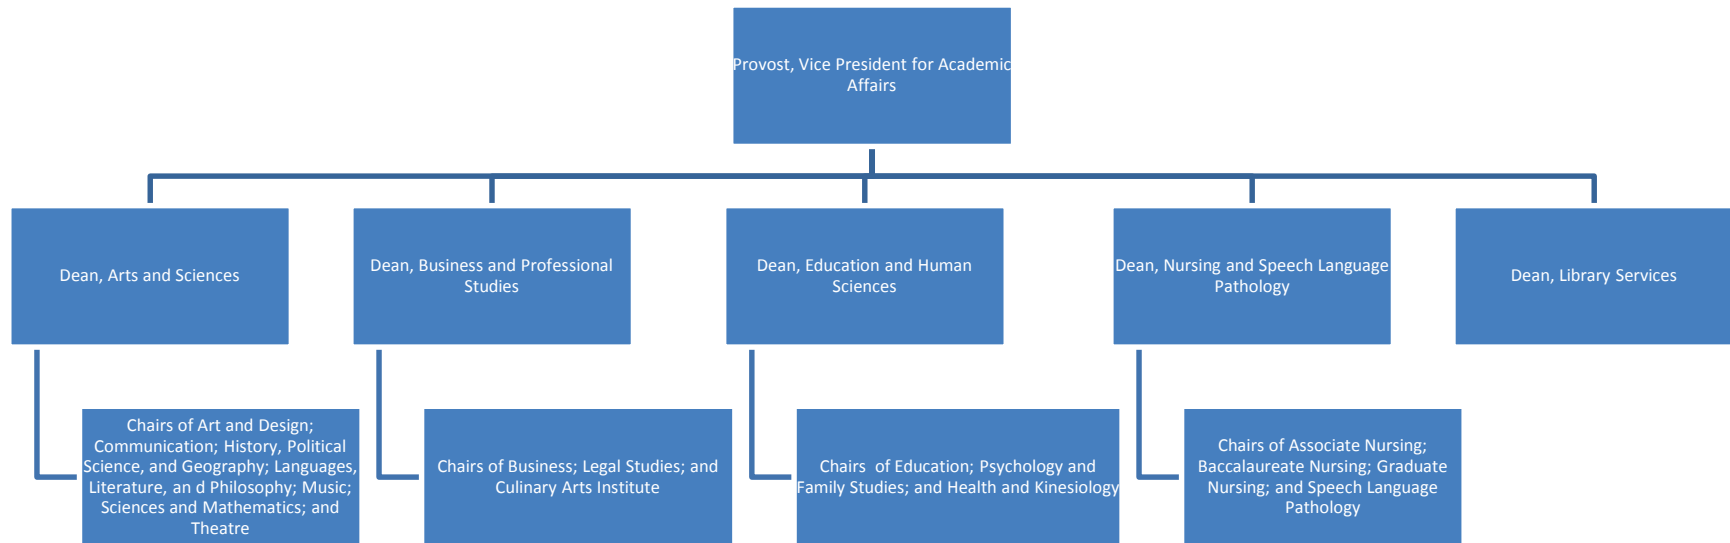 Provost, Vice President for Academic
Affairs
Dean, Arts and Sciences
Dean, Business and Professional
Studies
Dean, Education and Human
Sciences
Dean, Nursing and Speech Language
Pathology
Dean, Library Services
Chairs of Art and Design;
Communication; History, Political
Science, and Geography; Languages,
Literature, an d Philosophy; Music;
Sciences and Mathematics; and
Theatre
Chairs of Business; Legal Studies; and
Culinary Arts Institute
Chairs  of Education; Psychology and
Family Studies; and Health and Kinesiology
Chairs of Associate Nursing;
Baccalaureate Nursing; Graduate
Nursing; and Speech Language
Pathology